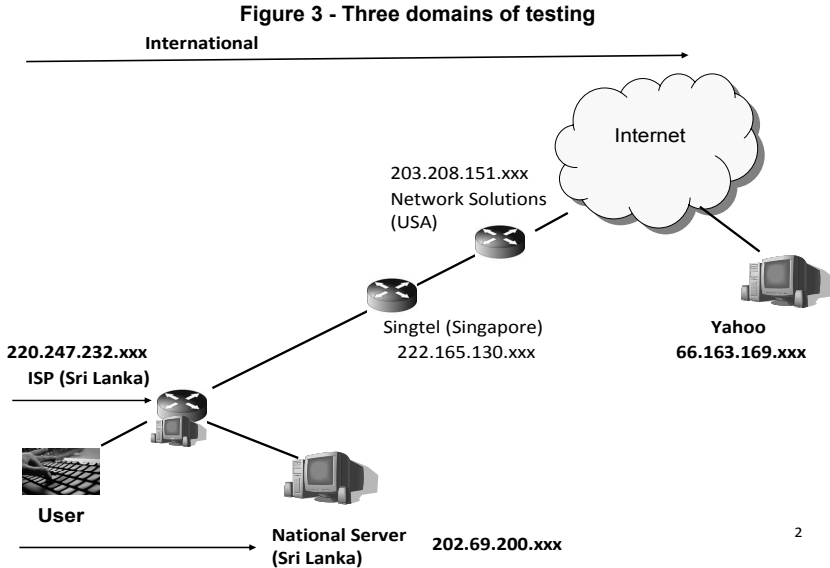 Figure 3 - Three domains of testing
International
Internet
203.208.151.xxx
Network Solutions
(USA)
Singtel (Singapore)
222.165.130.xxx
Yahoo
66.163.169.xxx
220.247.232.xxx
ISP (Sri Lanka)
User
National Server
(Sri Lanka)
202.69.200.xxx
2